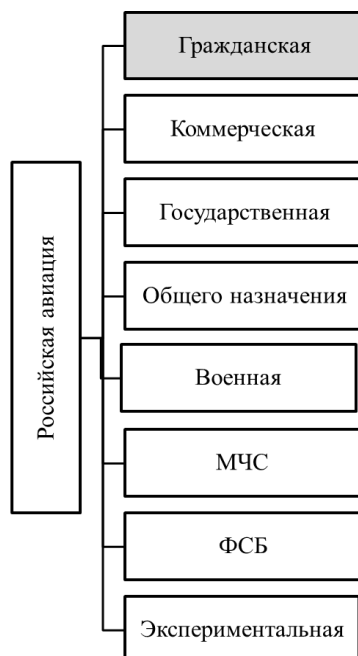 Российская авиация
Гражданская
Коммерческая
Государственная
Общего назначения
Военная
МЧС
ФСБ
Экспериментальная